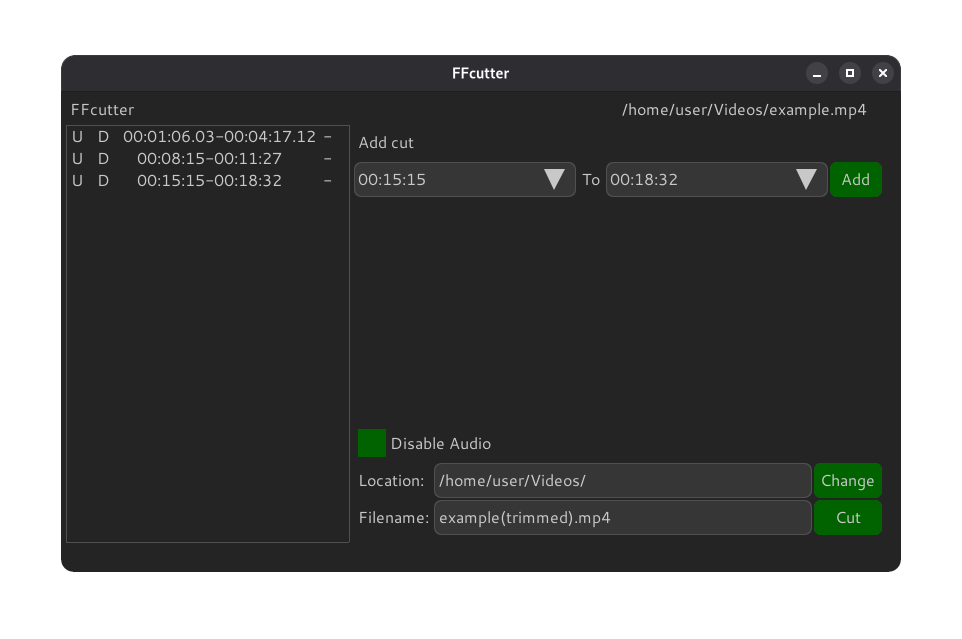 FFcutter
FFcutter
/home/user/Videos/example.mp4
U D 00:01:06.03-00:04:17.12 -
U D 00:08:15-00:11:27 -
U D 00:15:15-00:18:32 -
Add cut
00:15:15 To 00:18:32 Add
Disable Audio
Location: /home/user/Videos/ Change
Filename: example(trimmed).mp4 Cut